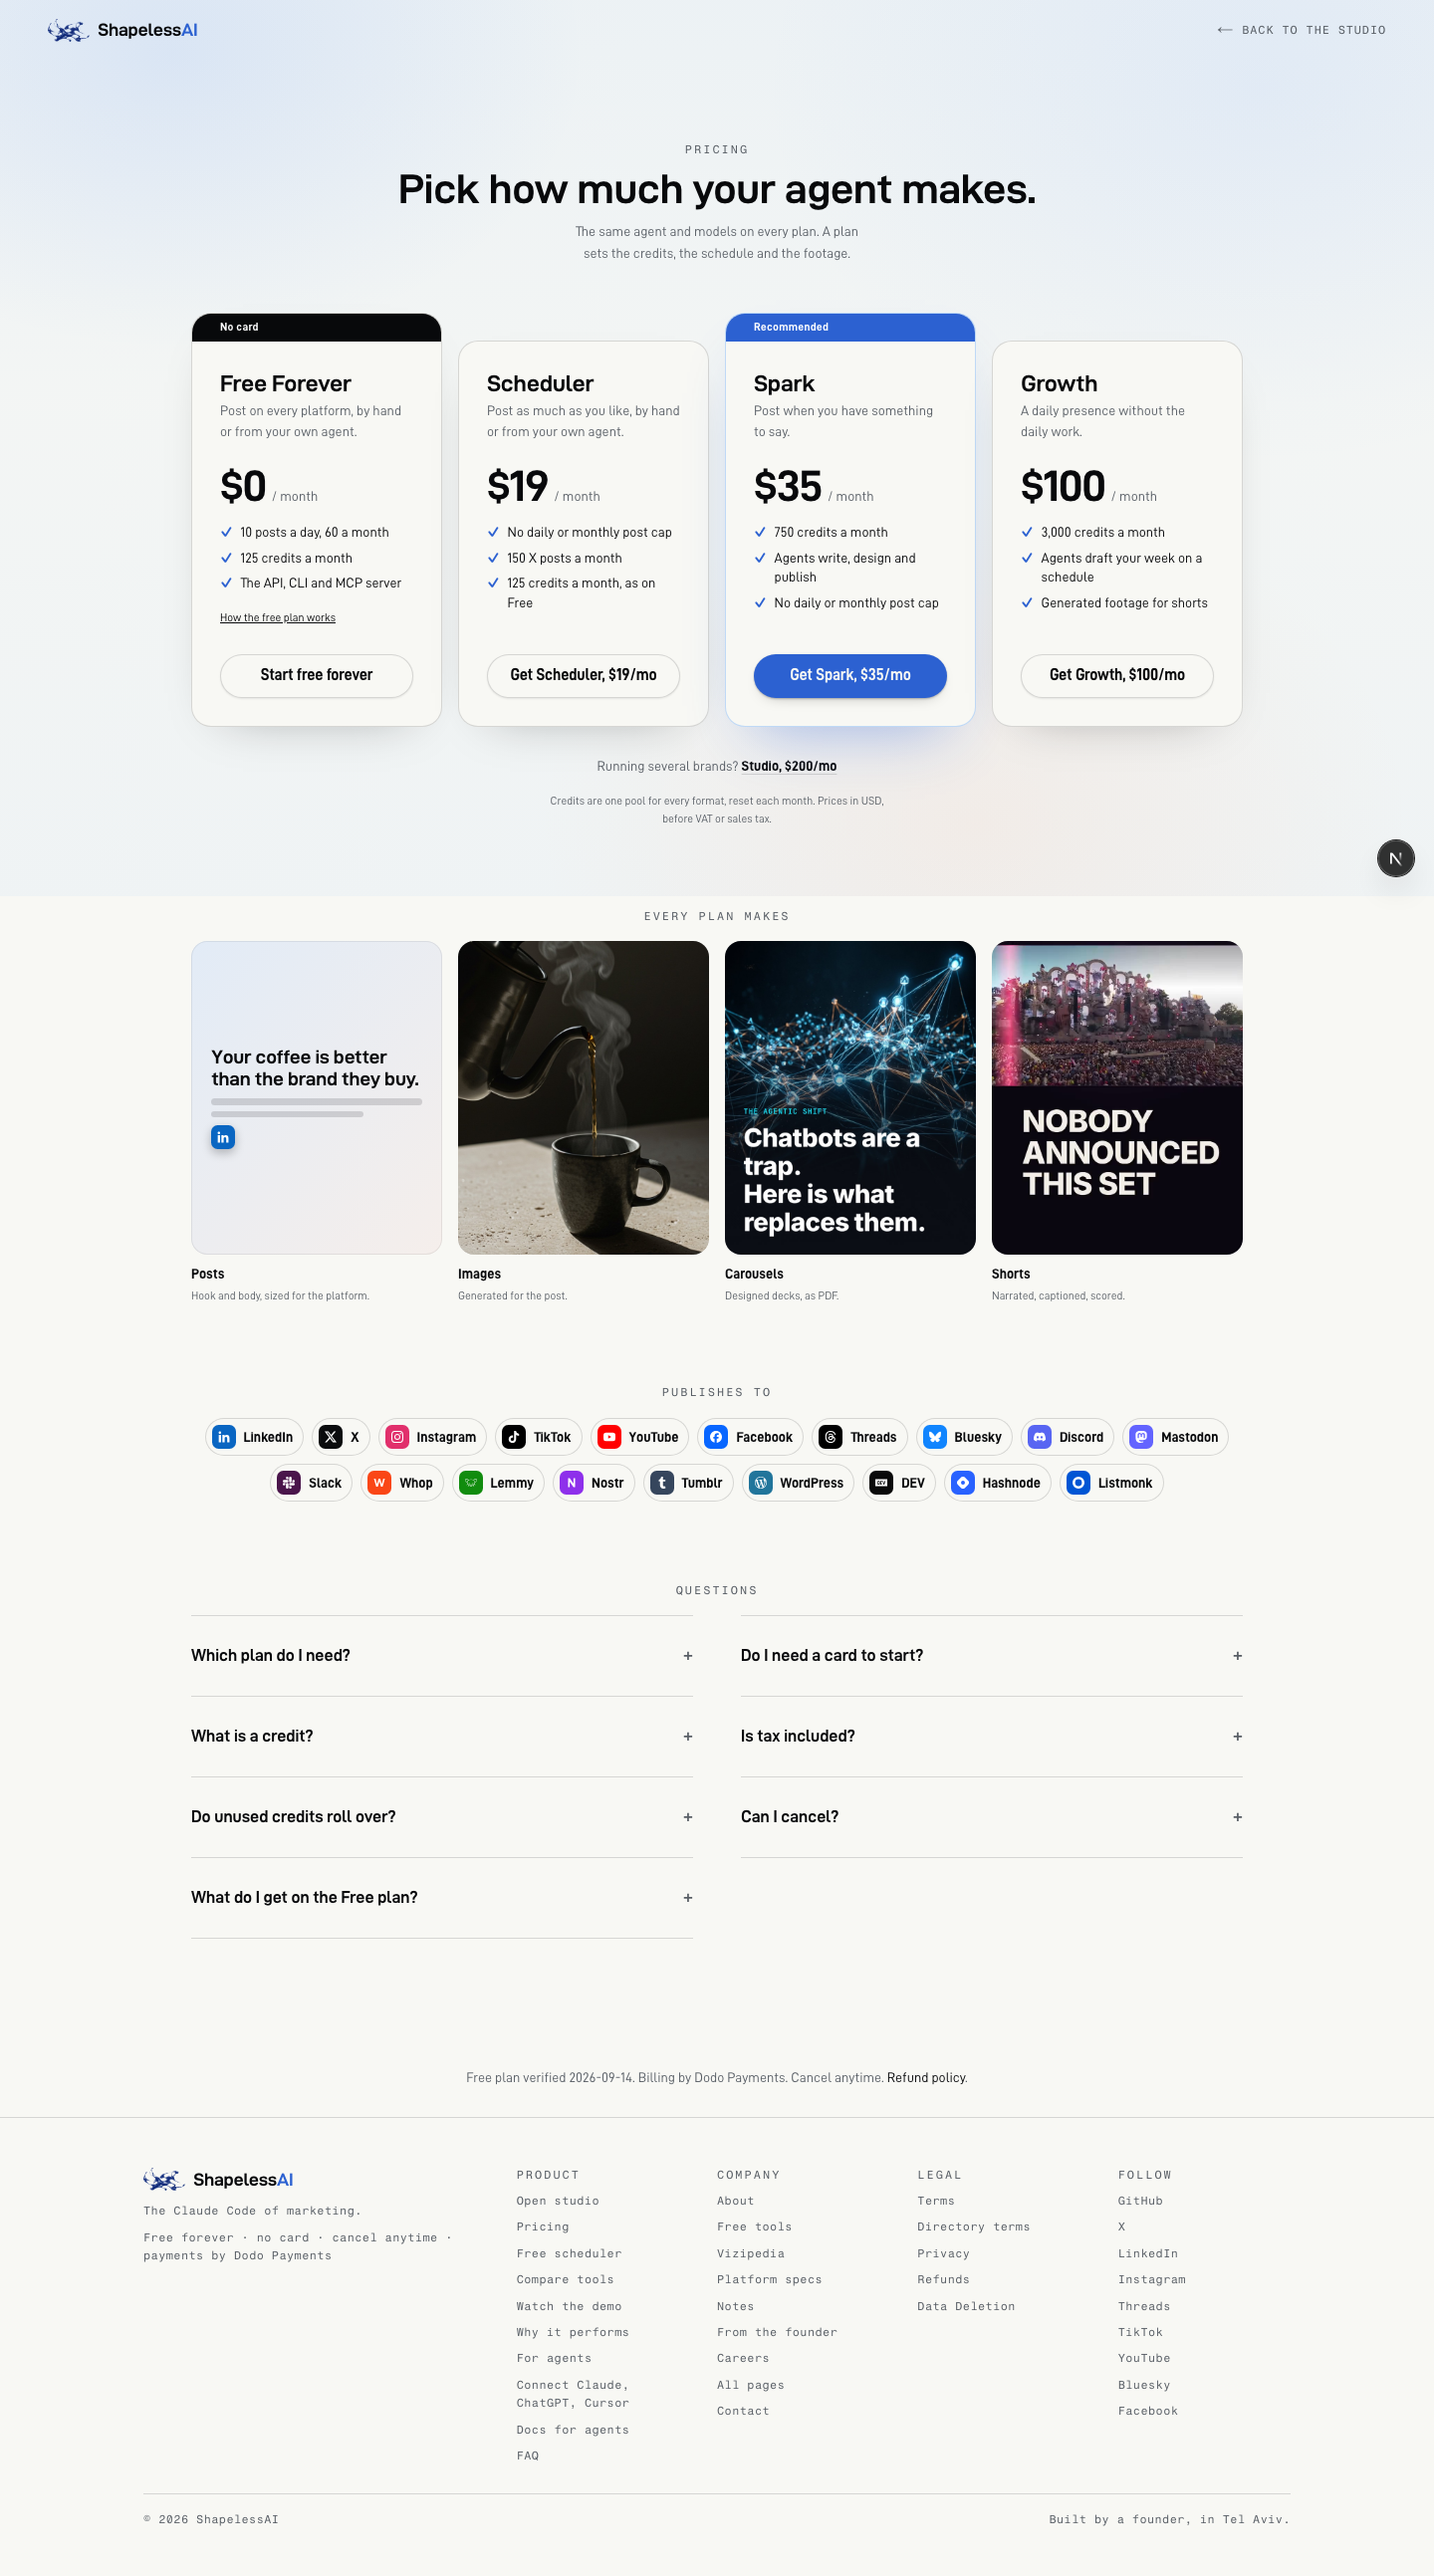 ShapelessAI
← BACK TO THE STUDIO
PRICING
Pick how much your agent makes.
The same agent and models on every plan. A plan
sets the credits, the schedule and the footage.
No card
Free Forever
Post on every platform, by hand
or from your own agent.
$0 / month
10 posts a day, 60 a month
125 credits a month
The API, CLI and MCP server
How the free plan works
Start free forever
Scheduler
Post as much as you like, by hand
or from your own agent.
$19 / month
No daily or monthly post cap
150 X posts a month
125 credits a month, as on
Free
Get Scheduler, $19/mo
Recommended
Spark
Post when you have something
to say.
$35 / month
750 credits a month
Agents write, design and
publish
No daily or monthly post cap
Get Spark, $35/mo
Growth
A daily presence without the
daily work.
$100 / month
3,000 credits a month
Agents draft your week on a
schedule
Generated footage for shorts
Get Growth, $100/mo
Running several brands? Studio, $200/mo
Credits are one pool for every format, reset each month. Prices in USD,
before VAT or sales tax.
N
EVERY PLAN MAKES
Your coffee is better
than the brand they buy.
in
Posts
Hook and body, sized for the platform.
Images
Generated for the post.
THE AGENTIC SHIFT
Chatbots are a
trap.
Here is what
replaces them.
Carousels
Designed decks, as PDF.
NOBODY
ANNOUNCED
THIS SET
Shorts
Narrated, captioned, scored.
PUBLISHES TO
LinkedIn X Instagram TikTok YouTube Facebook Threads Bluesky Discord Mastodon
Slack Whop Lemmy Nostr Tumblr WordPress DEV Hashnode Listmonk
QUESTIONS
Which plan do I need? +
What is a credit? +
Do unused credits roll over? +
What do I get on the Free plan? +
Do I need a card to start? +
Is tax included? +
Can I cancel? +
Free plan verified 2026-09-14. Billing by Dodo Payments. Cancel anytime. Refund policy.
ShapelessAI
The Claude Code of marketing.
Free forever · no card · cancel anytime ·
payments by Dodo Payments
PRODUCT
Open studio
Pricing
Free scheduler
Compare tools
Watch the demo
Why it performs
For agents
Connect Claude,
ChatGPT, Cursor
Docs for agents
FAQ
COMPANY
About
Free tools
Vizipedia
Platform specs
Notes
From the founder
Careers
All pages
Contact
LEGAL
Terms
Directory terms
Privacy
Refunds
Data Deletion
FOLLOW
GitHub
X
LinkedIn
Instagram
Threads
TikTok
YouTube
Bluesky
Facebook
© 2026 ShapelessAI
Built by a founder, in Tel Aviv.